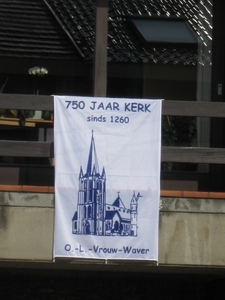 750 JAAR KERK
sinds 1260
O.-L.-Vrouw-Waver